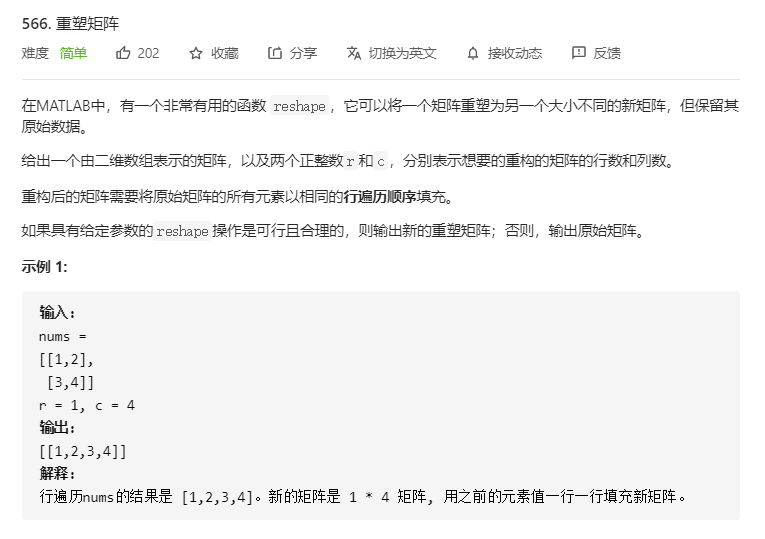 566. 重塑矩阵
难度 简单 202 收藏 分享 切换为英文 接收动态 反馈
在MATLAB中，有一个非常有用的函数 reshape，它可以将一个矩阵重塑为另一个大小不同的新矩阵，但保留其
原始数据。
给出一个由二维数组表示的矩阵，以及两个正整数r和c，分别表示想要的重构的矩阵的行数和列数。
重构后的矩阵需要将原始矩阵的所有元素以相同的行遍历顺序填充。
如果具有给定参数的reshape操作是可行且合理的，则输出新的重塑矩阵；否则，输出原始矩阵。
示例 1:
输入:
nums =
[[1,2],
 [3,4]]
r = 1, c = 4
输出:
[[1,2,3,4]]
解释:
行遍历nums的结果是 [1,2,3,4]。新的矩阵是 1 * 4 矩阵, 用之前的元素值一行一行填充新矩阵。